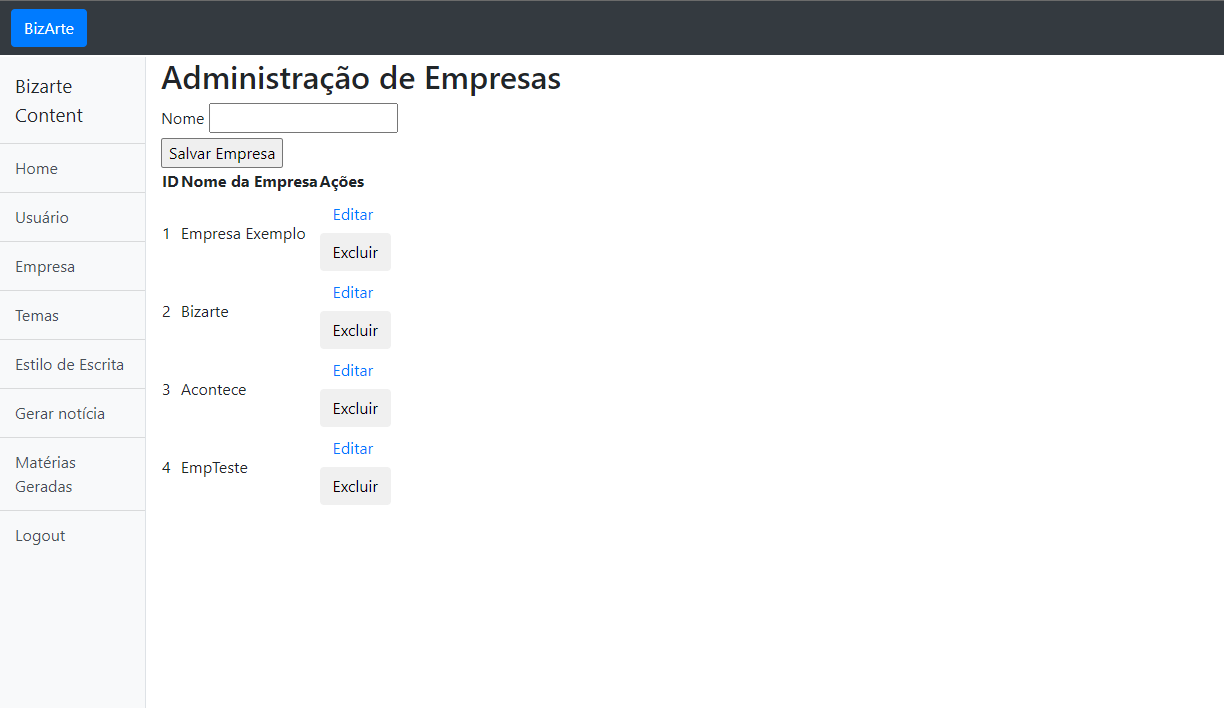 BizArte
Bizarte
Content
Home
Usuário
Empresa
Temas
Estilo de Escrita
Gerar notícia
Matérias
Geradas
Logout
Administração de Empresas
Nome
Salvar Empresa
ID Nome da Empresa Ações
Editar
1 Empresa Exemplo
Excluir
Editar
2 Bizarte
Excluir
Editar
3 Acontece
Excluir
Editar
4 EmpTeste
Excluir